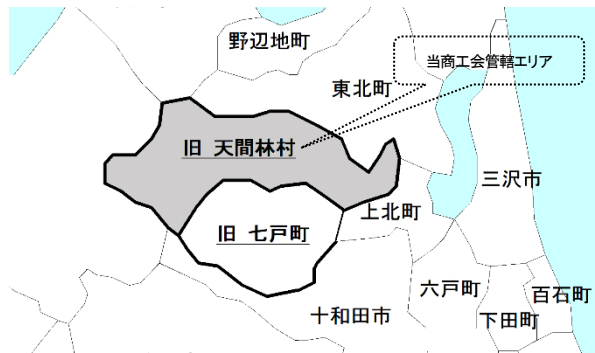 野辺地町
当商工会管轄エリア
東北町
旧 天間林村
三沢市
上北町
旧 七戸町
六戸町
百石町
十和田市
下田町